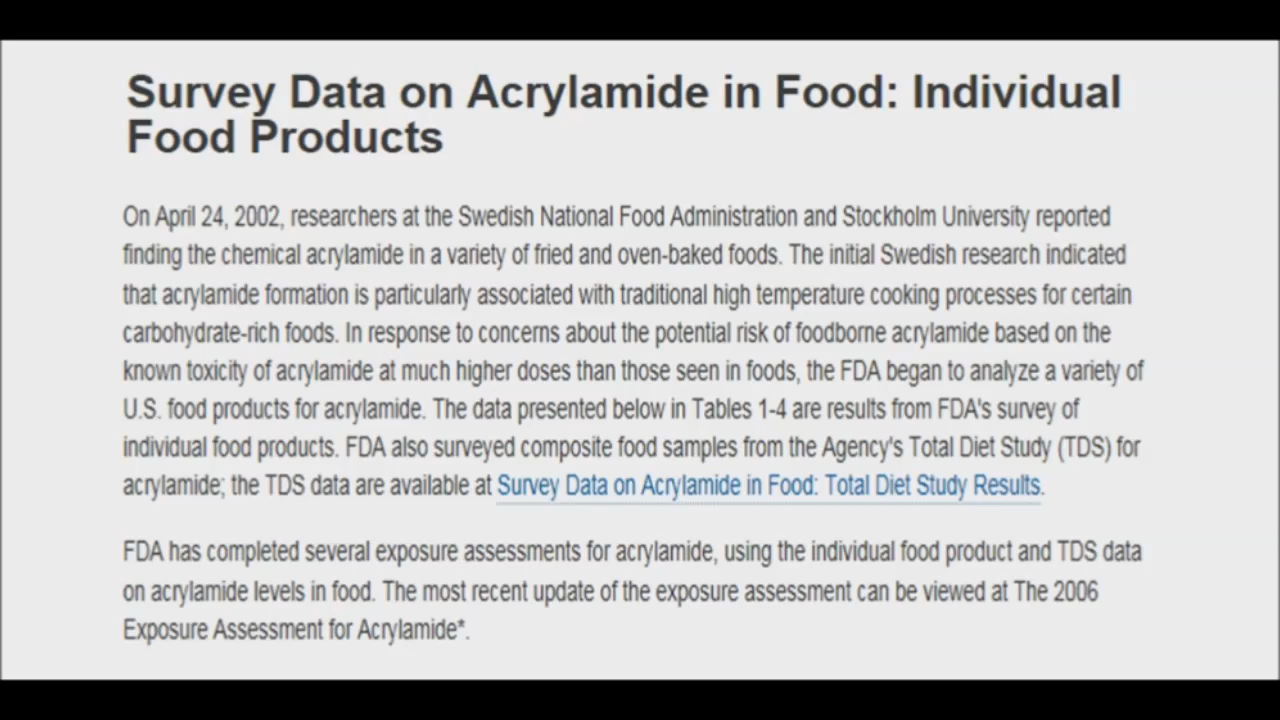 Survey Data on Acrylamide in Food: Individual
Food Products
On April 24, 2002, researchers at the Swedish National Food Administration and Stockholm University reported
finding the chemical acrylamide in a variety of fried and oven-baked foods. The initial Swedish research indicated
that acrylamide formation is particularly associated with traditional high temperature cooking processes for certain
carbohydrate-rich foods. In response to concerns about the potential risk of foodborne acrylamide based on the
known toxicity of acrylamide at much higher doses than those seen in foods, the FDA began to analyze a variety of
U.S. food products for acrylamide. The data presented below in Tables 1-4 are results from FDA's survey of
individual food products. FDA also surveyed composite food samples from the Agency's Total Diet Study (TDS) for
acrylamide; the TDS data are available at Survey Data on Acrylamide in Food: Total Diet Study Results.
FDA has completed several exposure assessments for acrylamide, using the individual food product and TDS data
on acrylamide levels in food. The most recent update of the exposure assessment can be viewed at The 2006
Exposure Assessment for Acrylamide*.